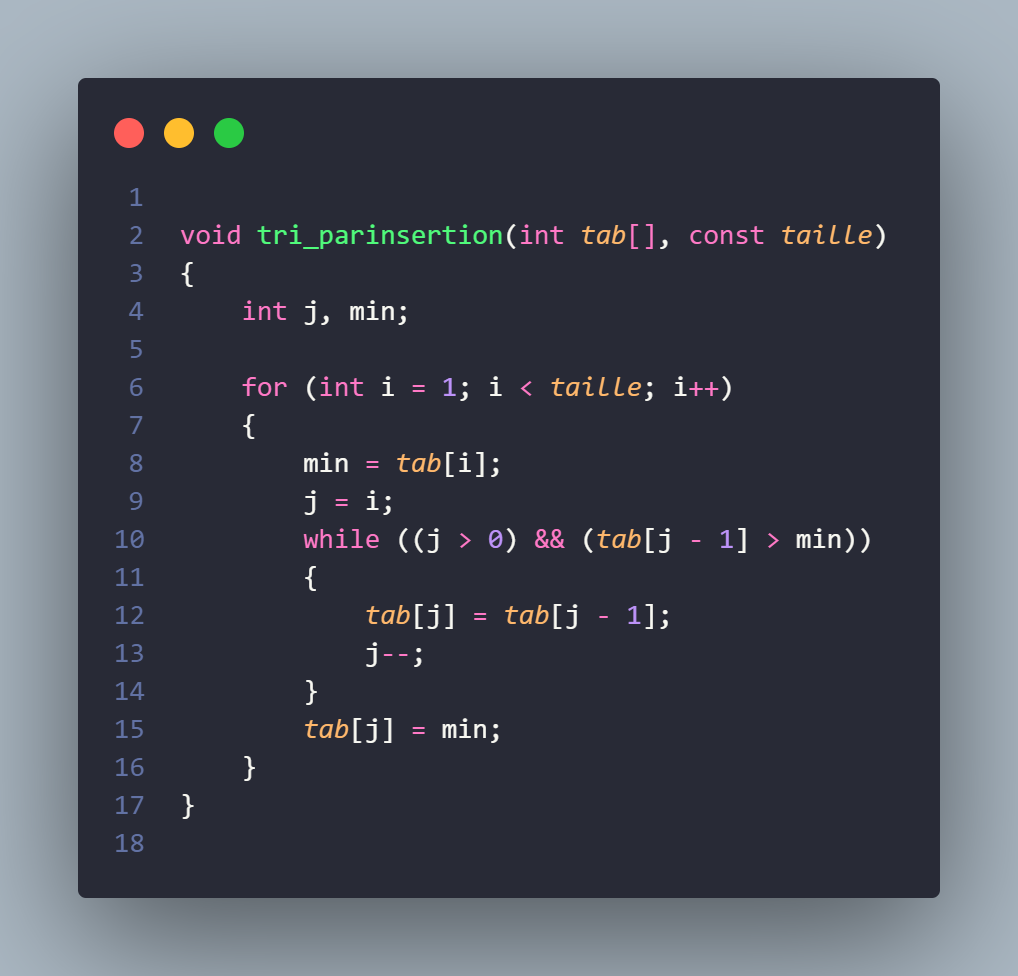 1
2 void tri_parinsertion(int tab[], const taille)
3 {
4     int j, min;
5
6     for (int i = 1; i < taille; i++)
7     {
8         min = tab[i];
9         j = i;
10         while ((j > 0) && (tab[j - 1] > min))
11         {
12             tab[j] = tab[j - 1];
13             j--;
14         }
15         tab[j] = min;
16     }
17 }
18